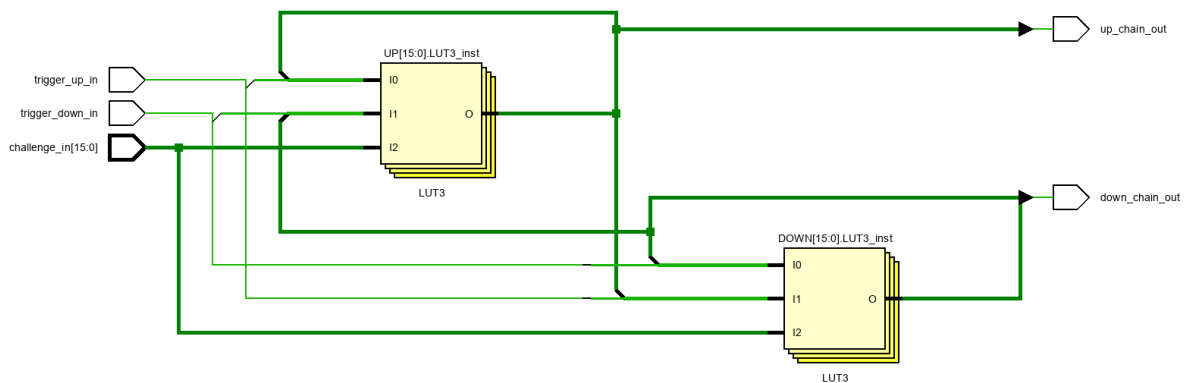 up_chain_out
UP[15:0].LUT3_inst
trigger_up_in
I0
trigger_down_in
I1
O
challenge_in[15:0]
I2
LUT3
down_chain_out
DOWN[15:0].LUT3_inst
I0
I1
O
I2
LUT3